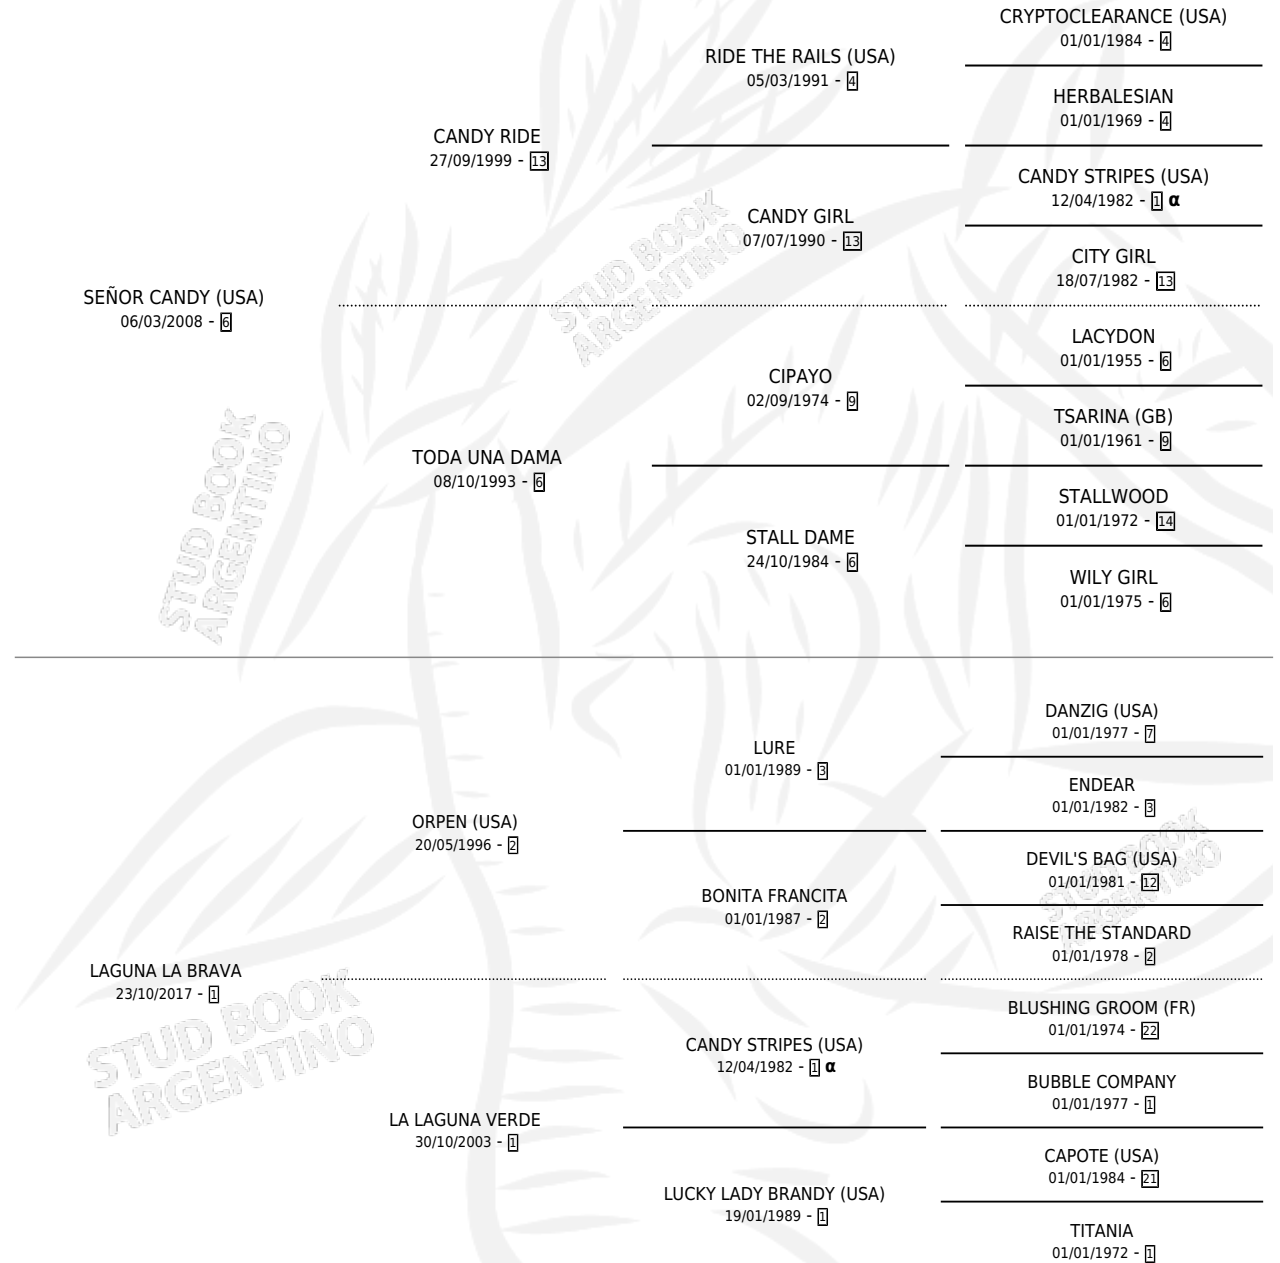 CRYPTOCLEARANCE (USA)
01/01/1984 - 4
RIDE THE RAILS (USA)
05/03/1991 - 4
HERBALESIAN
01/01/1969 - 4
CANDY RIDE
27/09/1999 - 13
CANDY STRIPES (USA)
12/04/1982 - 1 α
CANDY GIRL
07/07/1990 - 13
CITY GIRL
18/07/1982 - 13
SEÑOR CANDY (USA)
06/03/2008 - 6
LACYDON
01/01/1955 - 6
CIPAYO
02/09/1974 - 9
TSARINA (GB)
01/01/1961 - 9
TODA UNA DAMA
08/10/1993 - 6
STALLWOOD
01/01/1972 - 14
STALL DAME
24/10/1984 - 6
WILY GIRL
01/01/1975 - 6
DANZIG (USA)
01/01/1977 - 7
LURE
01/01/1989 - 3
ENDEAR
01/01/1982 - 3
ORPEN (USA)
20/05/1996 - 2
DEVIL'S BAG (USA)
01/01/1981 - 12
BONITA FRANCITA
01/01/1987 - 2
RAISE THE STANDARD
01/01/1978 - 2
LAGUNA LA BRAVA
23/10/2017 - 1
BLUSHING GROOM (FR)
01/01/1974 - 22
CANDY STRIPES (USA)
12/04/1982 - 1 α
BUBBLE COMPANY
01/01/1977 - 1
LA LAGUNA VERDE
30/10/2003 - 1
CAPOTE (USA)
01/01/1984 - 21
LUCKY LADY BRANDY (USA)
19/01/1989 - 1
TITANIA
01/01/1972 - 1
STUD BOOK
ARGENTINO
STUD BOOK
ARGENTINO
STUD BOOK
ARGENTINO
STUD BOOK
ARGENTINO